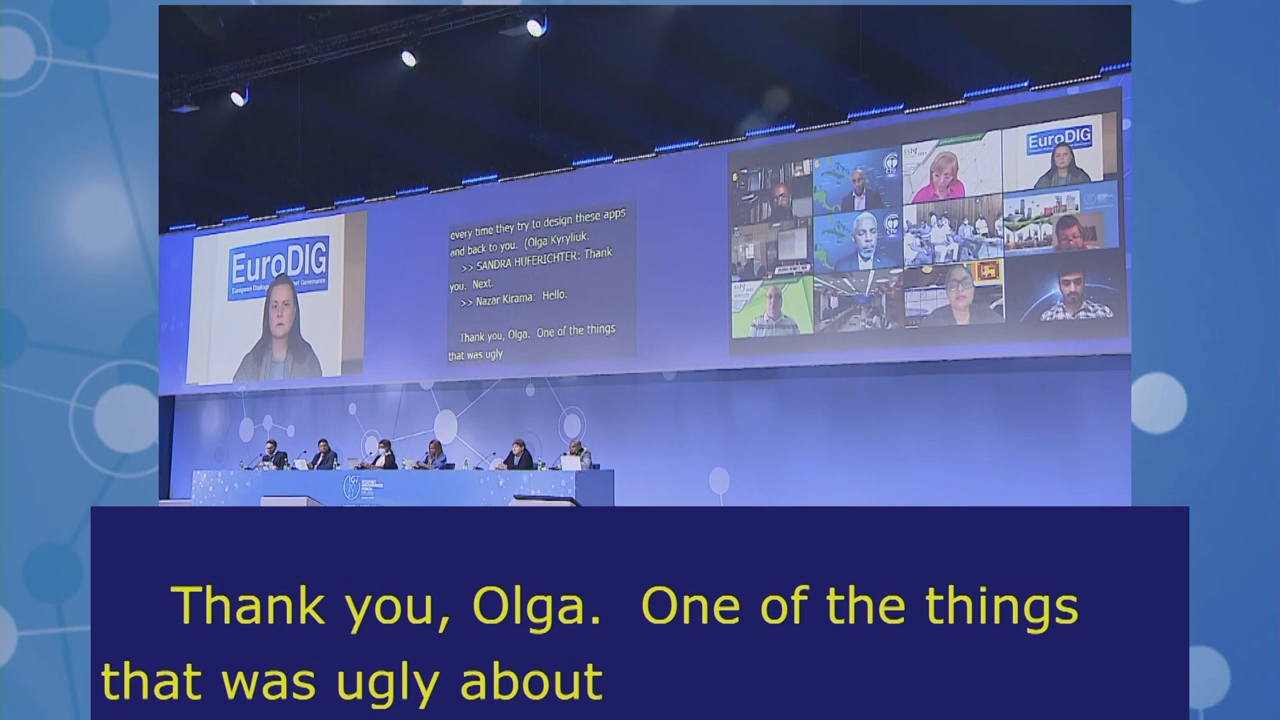 EuroDIG
every time they try to design these apps
and back to you. (Olga Kyryliuk.
>> SANDRA HUFERICHTER: Thank
you. Next.
>> Nazar Kirama: Hello.
Thank you, Olga. One of the things
that was ugly
EuroDIG
Thank you, Olga. One of the things
that was ugly about